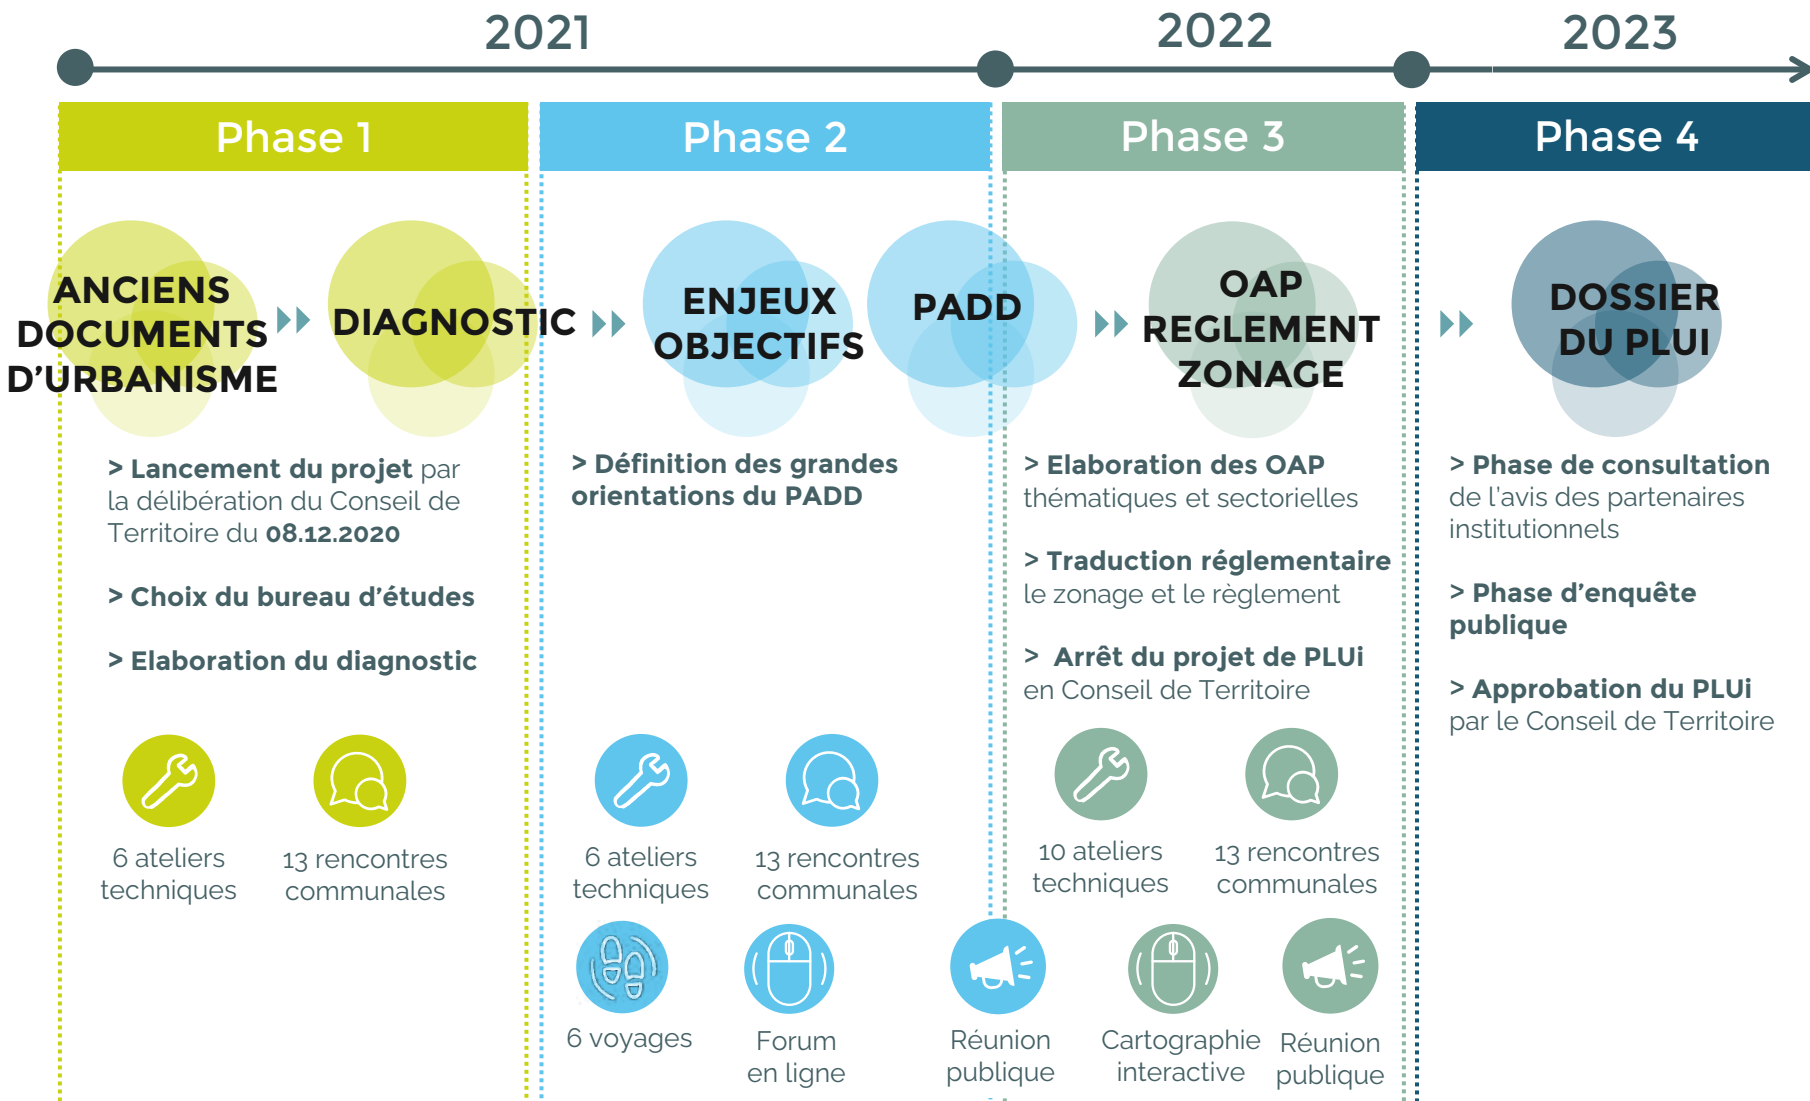 2021
2022
2023
Phase 1
Phase 2
Phase 3
Phase 4
ANCIENS
DOCUMENTS
D'URBANISME
DIAGNOSTIC
ENJEUX
OBJECTIFS
PADD
OAP
REGLEMENT
ZONAGE
DOSSIER
DU PLUI
> Lancement du projet par
la délibération du Conseil de
Territoire du 08.12.2020
> Choix du bureau d'études
> Elaboration du diagnostic
6 ateliers
techniques
13 rencontres
communales
> Définition des grandes
orientations du PADD
6 ateliers
techniques
13 rencontres
communales
6 voyages
Forum
en ligne
Réunion
publique
> Elaboration des OAP
thématiques et sectorielles
> Traduction réglementaire
le zonage et le règlement
> Arrêt du projet de PLUi
en Conseil de Territoire
10 ateliers
techniques
13 rencontres
communales
Cartographie
interactive
Réunion
publique
> Phase de consultation
de l'avis des partenaires
institutionnels
> Phase d'enquête
publique
> Approbation du PLUi
par le Conseil de Territoire